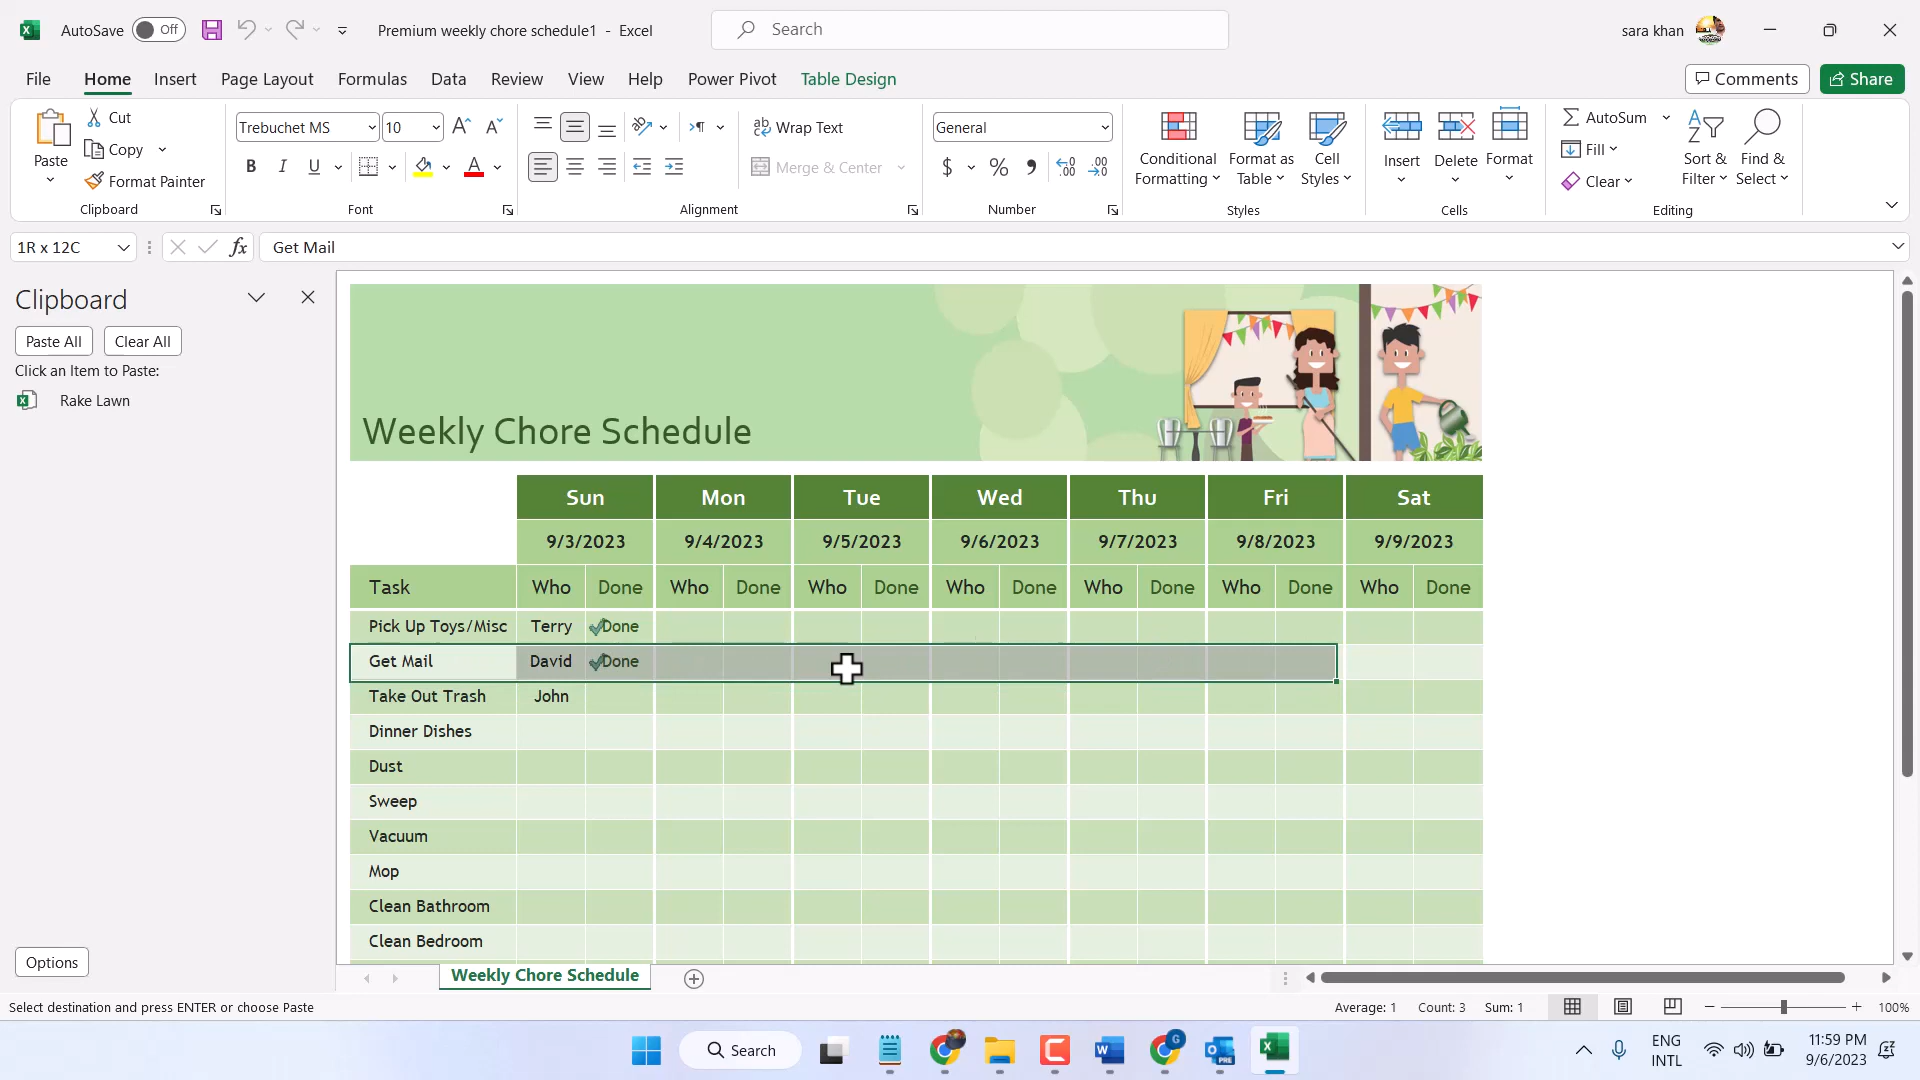 AutoSave Off Premium weekly chore schedule1 - Excel Search sara khan
File Home Insert Page Layout Formulas Data Review View Help Power Pivot Table Design Comments Share
Paste Cut Copy Format Painter
Clipboard
Trebuchet MS 10
B I U A
Font
Wrap Text
Merge & Center
Alignment
General
$ % , .00
Number
Conditional Formatting Format as Table Cell Styles
Styles
Insert Delete Format
Cells
AutoSum Fill Clear Sort & Filter Find & Select
Editing
1R x 12C fx Get Mail
Clipboard
Paste All Clear All
Click an Item to Paste:
Rake Lawn
Options
Weekly Chore Schedule
Sun Mon Tue Wed Thu Fri Sat
9/3/2023 9/4/2023 9/5/2023 9/6/2023 9/7/2023 9/8/2023 9/9/2023
Task Who Done Who Done Who Done Who Done Who Done Who Done Who Done
Pick Up Toys/Misc Terry Done
Get Mail David Done
Take Out Trash John
Dinner Dishes
Dust
Sweep
Vacuum
Mop
Clean Bathroom
Clean Bedroom
Weekly Chore Schedule
Select destination and press ENTER or choose Paste Average: 1 Count: 3 Sum: 1 100%
Search ENG INTL 11:59 PM 9/6/2023